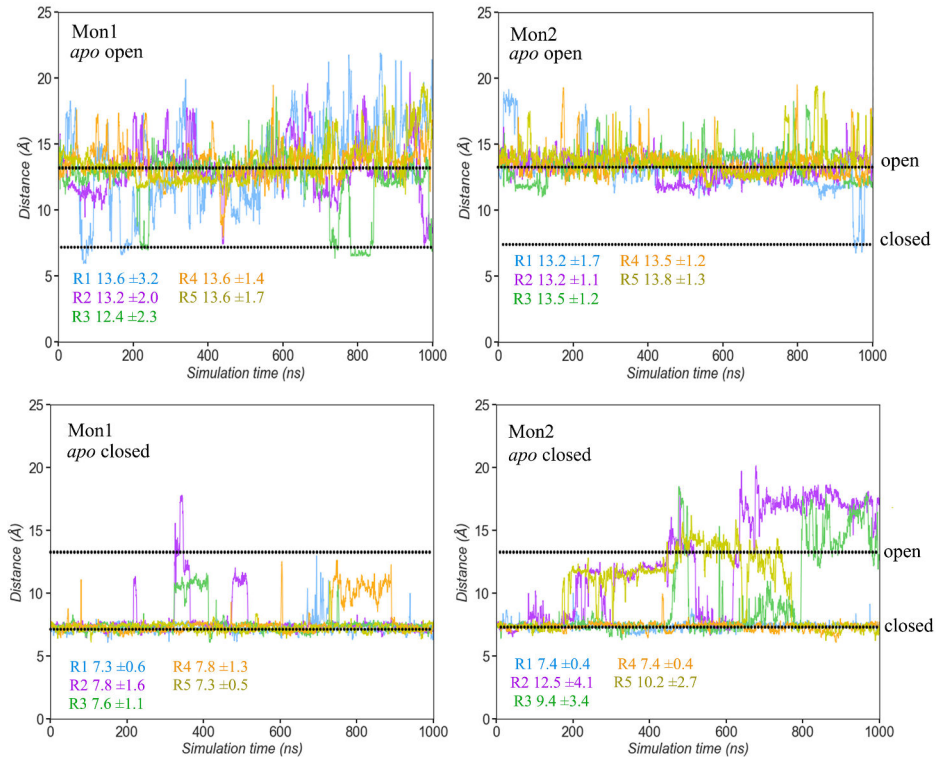 Mon1
apo open
25
20
15
10
5
0
Distance (Å)
R1 13.6 ±3.2 R4 13.6 ±1.4
R2 13.2 ±2.0 R5 13.6 ±1.7
R3 12.4 ±2.3
0 200 400 600 800 1000
Simulation time (ns)
Mon2
apo open
25
20
15
10
5
0
Distance (Å)
open
closed
R1 13.2 ±1.7 R4 13.5 ±1.2
R2 13.2 ±1.1 R5 13.8 ±1.3
R3 13.5 ±1.2
0 200 400 600 800 1000
Simulation time (ns)
Mon1
apo closed
25
20
15
10
5
0
Distance (Å)
R1 7.3 ±0.6 R4 7.8 ±1.3
R2 7.8 ±1.6 R5 7.3 ±0.5
R3 7.6 ±1.1
0 200 400 600 800 1000
Simulation time (ns)
Mon2
apo closed
25
20
15
10
5
0
Distance (Å)
open
closed
R1 7.4 ±0.4 R4 7.4 ±0.4
R2 12.5 ±4.1 R5 10.2 ±2.7
R3 9.4 ±3.4
0 200 400 600 800 1000
Simulation time (ns)